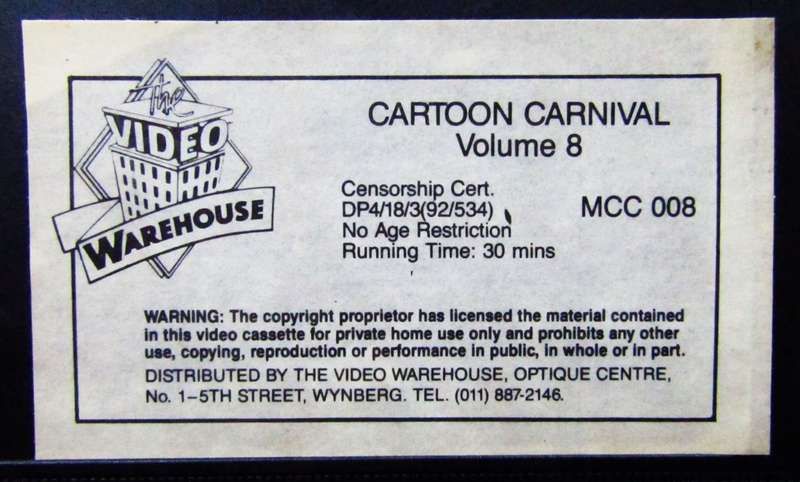 the
VIDEO
WAREHOUSE
CARTOON CARNIVAL
Volume 8
Censorship Cert.
DP4/18/3(92/534)
No Age Restriction
Running Time: 30 mins
MCC 008
WARNING: The copyright proprietor has licensed the material contained
in this video cassette for private home use only and prohibits any other
use, copying, reproduction or performance in public, in whole or in part.
DISTRIBUTED BY THE VIDEO WAREHOUSE, OPTIQUE CENTRE,
No. 1–5TH STREET, WYNBERG. TEL. (011) 887-2146.